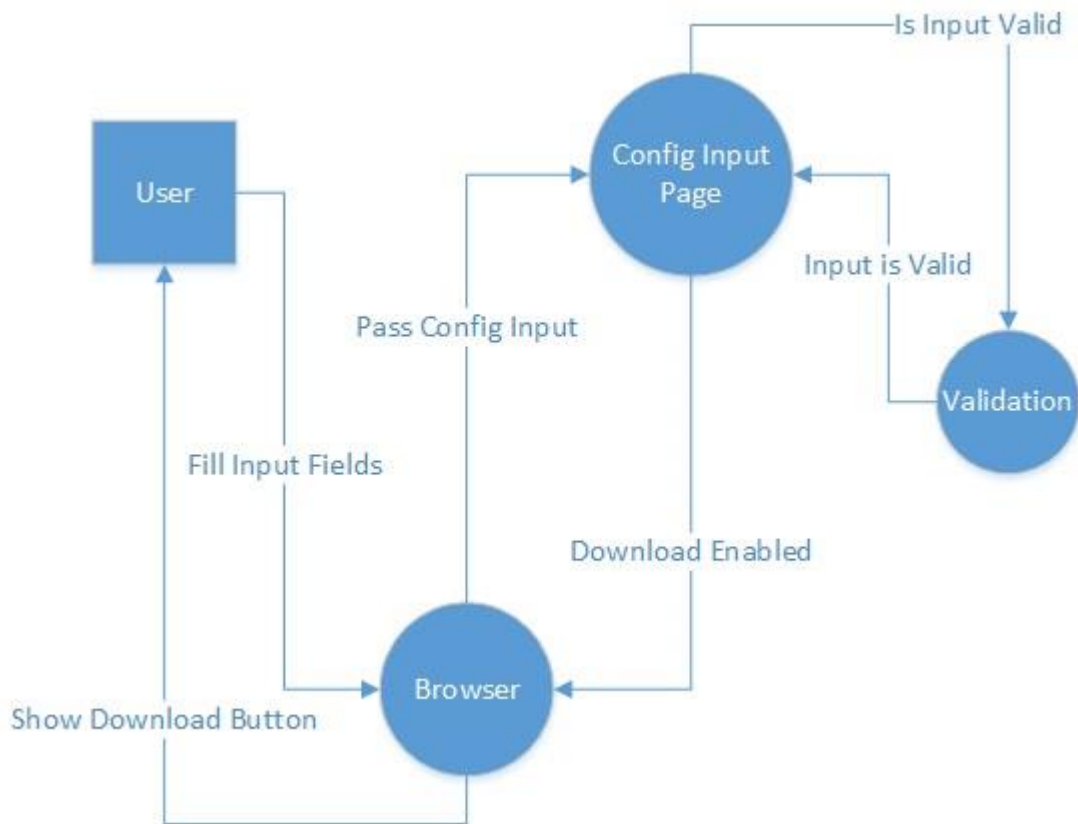 Is Input Valid
Config Input
Page
User
Input is Valid
Pass Config Input
Validation
Fill Input Fields
Download Enabled
Browser
Show Download Button